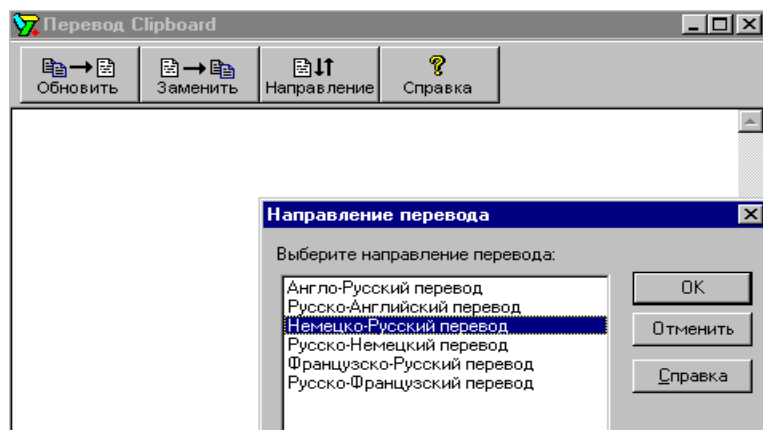 Перевод Clipboard
Обновить Заменить Направление Справка
Направление перевода
Выберите направление перевода:
Англо-Русский перевод
Русско-Английский перевод
Немецко-Русский перевод
Русско-Немецкий перевод
Французско-Русский перевод
Русско-Французский перевод
OK
Отменить
Справка